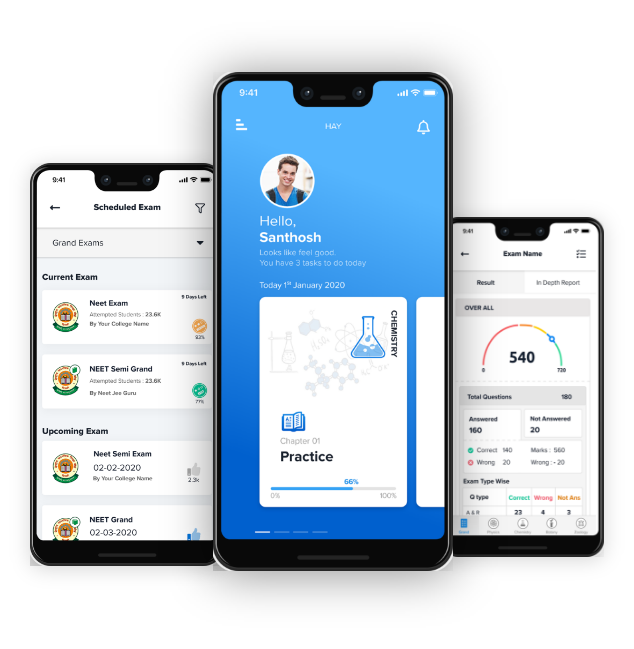 9:41
Scheduled Exam
Grand Exams
Current Exam
9 Days Left
Neet Exam
Attempted Students : 23.6K
By Your College Name
93%
9 Days Left
NEET Semi Grand
Attempted Students : 23.6K
By Neet Jee Guru
77%
Upcoming Exam
Neet Semi Exam
02-02-2020
By Your College Name
2.3k
NEET Grand
02-03-2020
9:41
HAY
Hello,
Santhosh
Looks like feel good.
You have 3 tasks to do today
Today 1st January 2020
CHEMISTRY
Chapter 01
Practice
66%
0%
100%
9:41
Exam Name
Result
In Depth Report
OVER ALL
540
0
720
Total Questions
180
Answered
160
Not Answered
20
Correct 140
Marks : 560
Wrong 20
Wrong : - 20
Exam Type Wise
Q type
Correct
Wrong
Not Ans
A & R
23
4
3